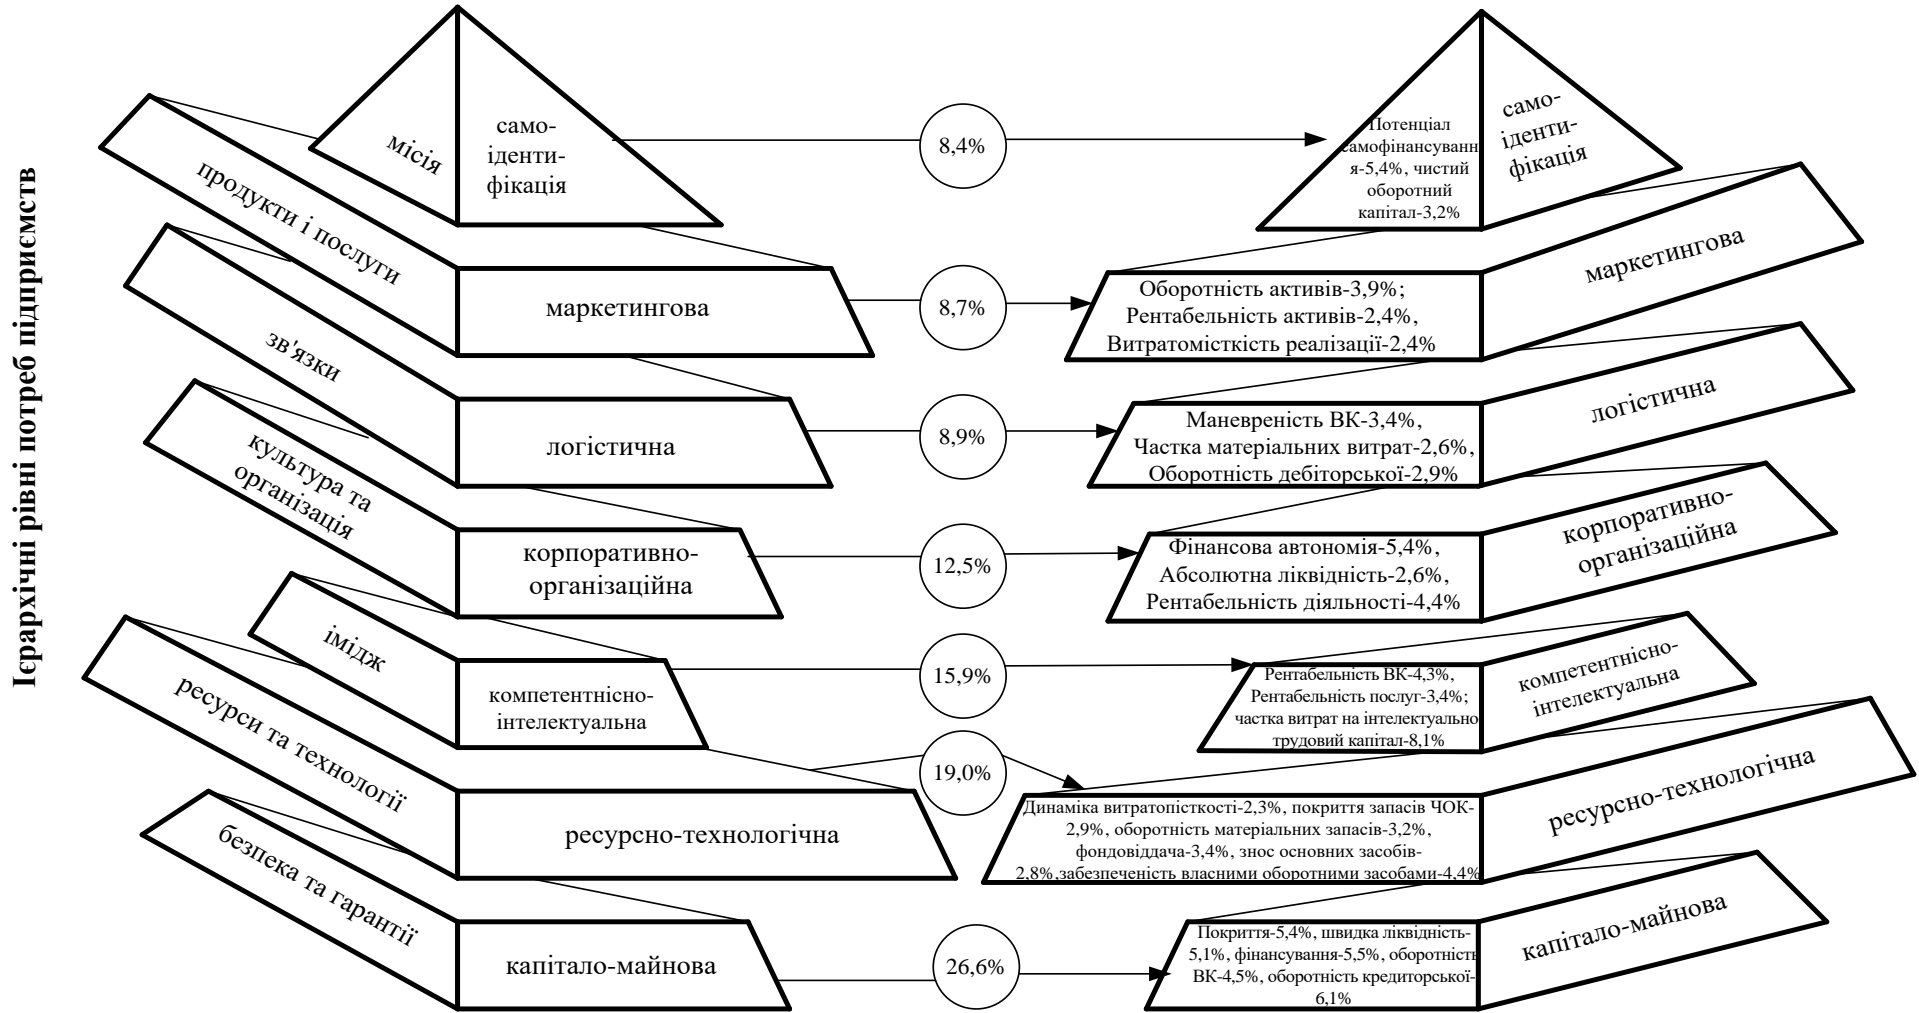 Ієрархічні рівні потреб підприємств
місія
само-
іденти-
фікація
8,4%
Потенціал
самофінансуванн
я-5,4%, чистий
оборотний
капітал-3,2%
само-
іденти-
фікація
продукти і послуги
маркетингова
8,7%
Оборотність активів-3,9%;
Рентабельність активів-2,4%,
Витратомісткість реалізації-2,4%
маркетингова
зв'язки
логістична
8,9%
Маневреність ВК-3,4%,
Частка матеріальних витрат-2,6%,
Оборотність дебіторської-2,9%
логістична
культура та
організація
корпоративно-
організаційна
12,5%
Фінансова автономія-5,4%,
Абсолютна ліквідність-2,6%,
Рентабельність діяльності-4,4%
корпоративно-
організаційна
імідж
компетентнісно-
інтелектуальна
15,9%
Рентабельність ВК-4,3%,
Рентабельність послуг-3,4%;
частка витрат на інтелектуально
трудовий капітал-8,1%
компетентнісно-
інтелектуальна
ресурси та технології
ресурсно-технологічна
19,0%
Динаміка витратопісткості-2,3%, покриття запасів ЧОК-
2,9%, оборотність матеріальних запасів-3,2%,
фондовіддача-3,4%, знос основних засобів-
2,8%,забезпеченість власними оборотними засобами-4,4%
ресурсно-технологічна
безпека та гарантії
капітало-майнова
26,6%
Покриття-5,4%, швидка ліквідність-
5,1%, фінансування-5,5%, оборотність
ВК-4,5%, оборотність кредиторської-
6,1%
капітало-майнова